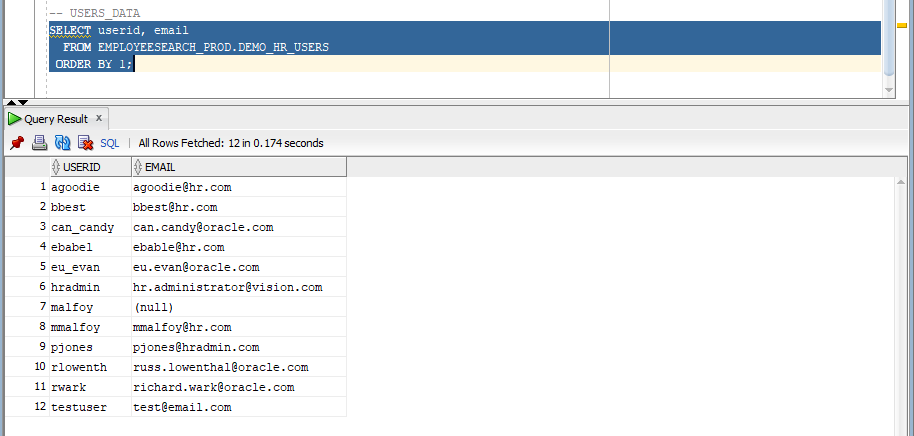 -- USERS_DATA
SELECT userid, email
FROM EMPLOYEESEARCH_PROD.DEMO_HR_USERS
ORDER BY 1;
Query Result x
SQL | All Rows Fetched: 12 in 0.174 seconds
USERID EMAIL
1 agoodie agoodie@hr.com
2 bbest bbest@hr.com
3 can_candy can.candy@oracle.com
4 ebabel ebable@hr.com
5 eu_evan eu.evan@oracle.com
6 hradmin hr.administrator@vision.com
7 malfoy (null)
8 mmalfoy mmalfoy@hr.com
9 pjones pjones@hradmin.com
10 rlowenth russ.lowenthal@oracle.com
11 rwark richard.wark@oracle.com
12 testuser test@email.com